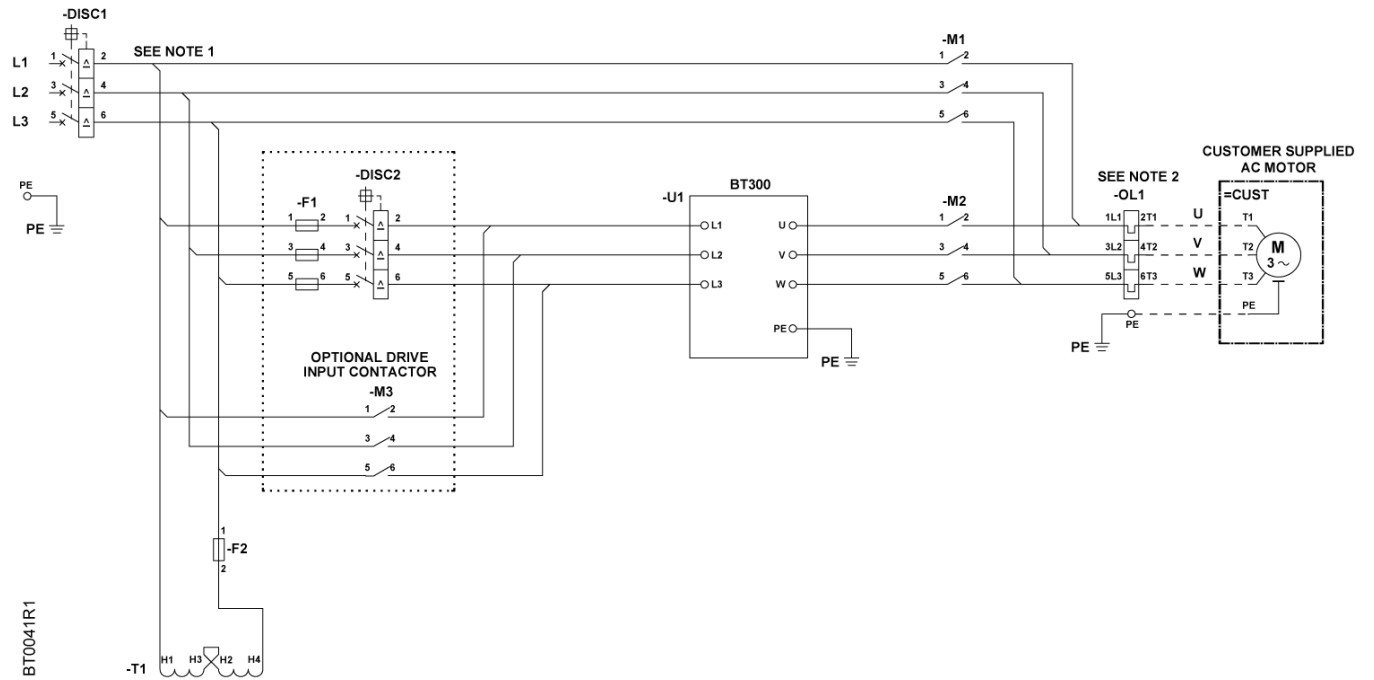 -DISC1
SEE NOTE 1
L1 1 2
L2 3 4
L3 5 6
-M1
1 2
3 4
5 6
PE
PE
-DISC2
-F1
1 2 1 2
3 4 3 4
5 6 5 6
OPTIONAL DRIVE
INPUT CONTACTOR
-M3
1 2
3 4
5 6
BT300
-U1
L1 U
L2 V
L3 W
PE
PE
-M2
1 2
3 4
5 6
SEE NOTE 2
-OL1
1L1 2T1 U
3L2 4T2 V
5L3 6T3 W
PE
PE
CUSTOMER SUPPLIED
AC MOTOR
=CUST
T1
T2
T3
M
3 ~
PE
1
-F2
2
-T1
H1 H3 H2 H4
BT0041R1